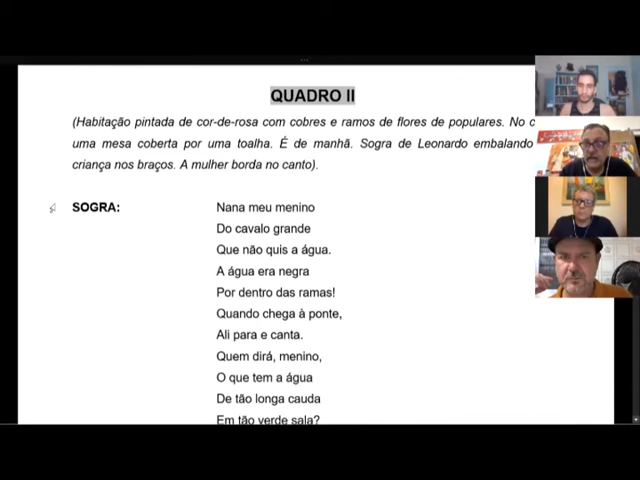 QUADRO II
(Habitação pintada de cor-de-rosa com cobres e ramos de flores de populares. No
uma mesa coberta por uma toalha. É de manhã. Sogra de Leonardo embalando
criança nos braços. A mulher borda no canto).
SOGRA: Nana meu menino
Do cavalo grande
Que não quis a água.
A água era negra
Por dentro das ramas!
Quando chega à ponte,
Ali para e canta.
Quem dirá, menino,
O que tem a água
De tão longa cauda
Em tão verde sala?